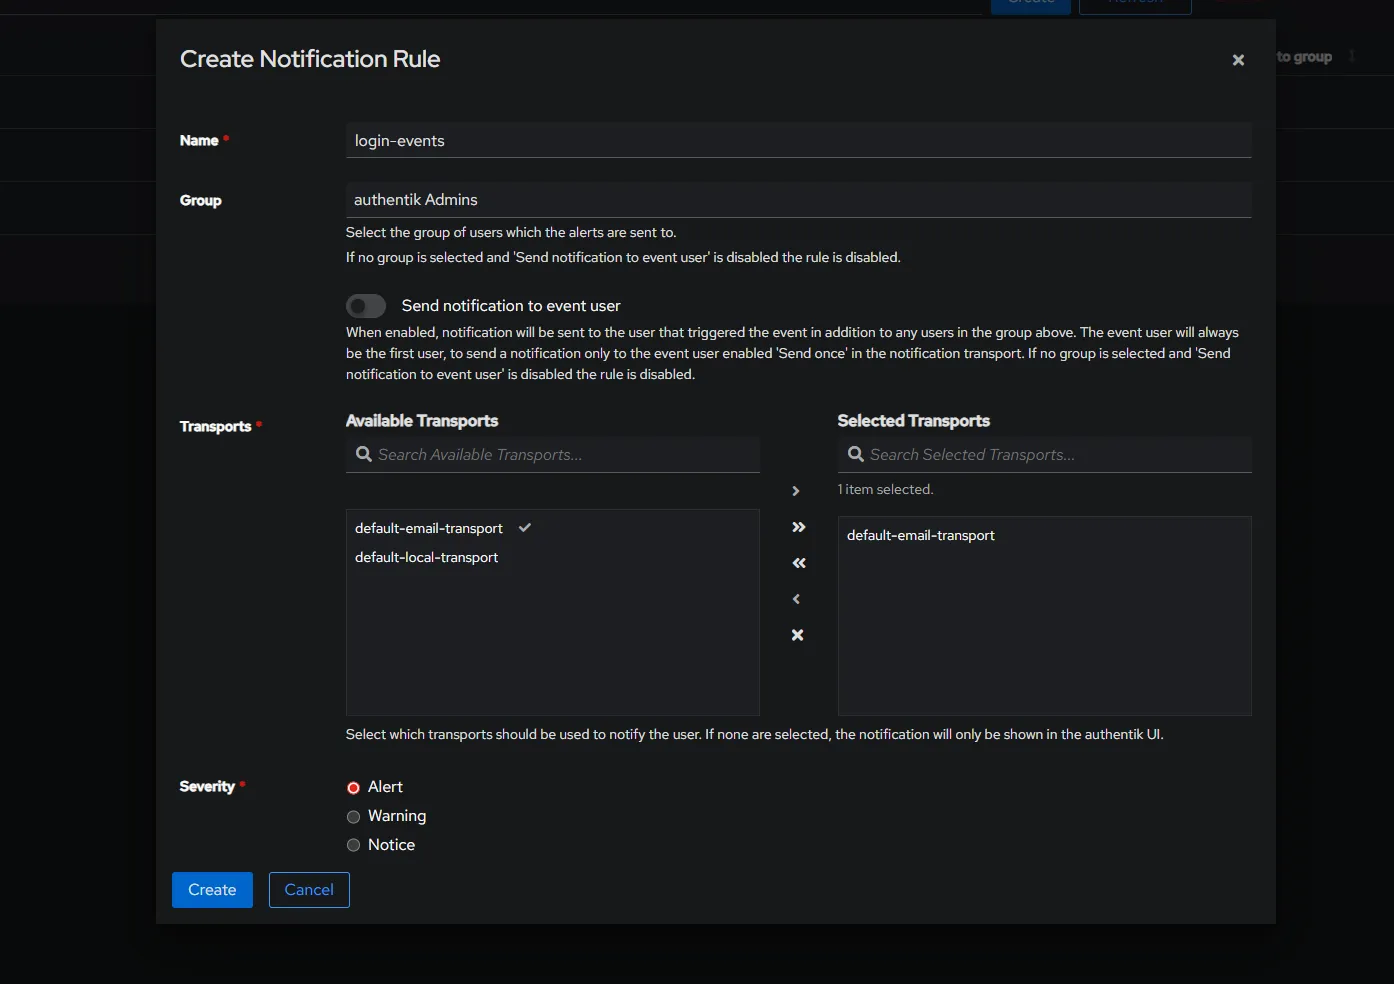 Create
Refresh
Create Notification Rule
to group
Name *
login-events
Group
authentik Admins
Select the group of users which the alerts are sent to.
If no group is selected and 'Send notification to event user' is disabled the rule is disabled.
Send notification to event user
When enabled, notification will be sent to the user that triggered the event in addition to any users in the group above. The event user will always
be the first user, to send a notification only to the event user enabled 'Send once' in the notification transport. If no group is selected and 'Send
notification to event user' is disabled the rule is disabled.
Transports *
Available Transports
Selected Transports
Search Available Transports...
Search Selected Transports...
1 item selected.
default-email-transport
default-local-transport
default-email-transport
Select which transports should be used to notify the user. If none are selected, the notification will only be shown in the authentik UI.
Severity *
Alert
Warning
Notice
Create
Cancel